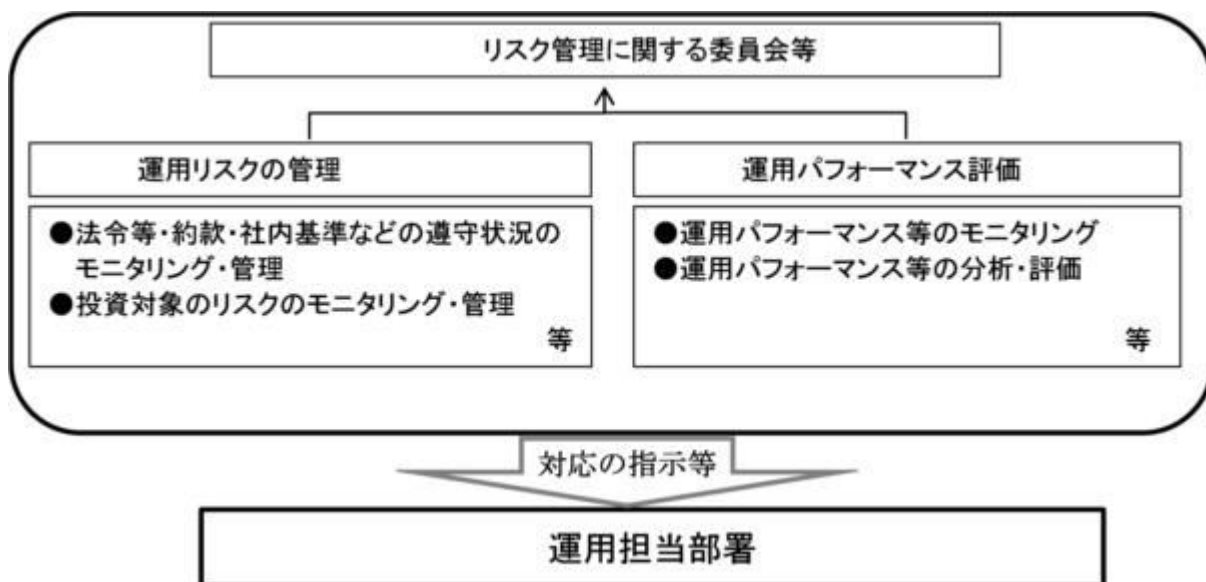 リスク管理に関する委員会等
運用リスクの管理
●法令等・約款・社内基準などの遵守状況の
モニタリング・管理
●投資対象のリスクのモニタリング・管理
等
運用パフォーマンス評価
●運用パフォーマンス等のモニタリング
●運用パフォーマンス等の分析・評価
等
対応の指示等
運用担当部署